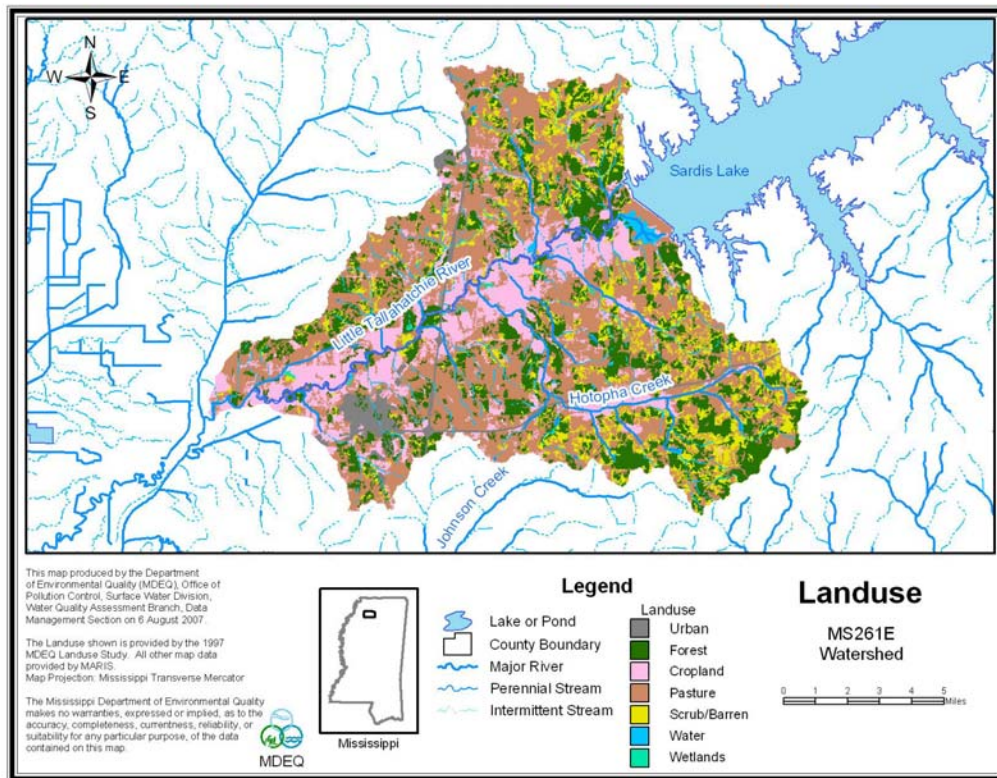 N
W E
S
Sardis Lake
Little Tallahatchie River
Hotopha Creek
Johnson Creek
This map produced by the Department
of Environmental Quality (MDEQ), Office of
Pollution Control, Surface Water Division,
Water Quality Assessment Branch, Data
Management Section on 6 August 2007.
The Landuse shown is provided by the 1997
MDEQ Landuse Study. All other map data
provided by MARIS.
Map Projection: Mississippi Transverse Mercator
The Mississippi Department of Environmental Quality
makes no warranties, expressed or implied, as to the
accuracy, completeness, currentness, reliability, or
suitability for any particular purpose, of the data
contained on this map.
MDEQ
Mississippi
Legend
Lake or Pond
County Boundary
Major River
Perennial Stream
Intermittent Stream
Landuse
Urban
Forest
Cropland
Pasture
Scrub/Barren
Water
Wetlands
Landuse
MS261E
Watershed
0 1 2 3 4 5
Miles